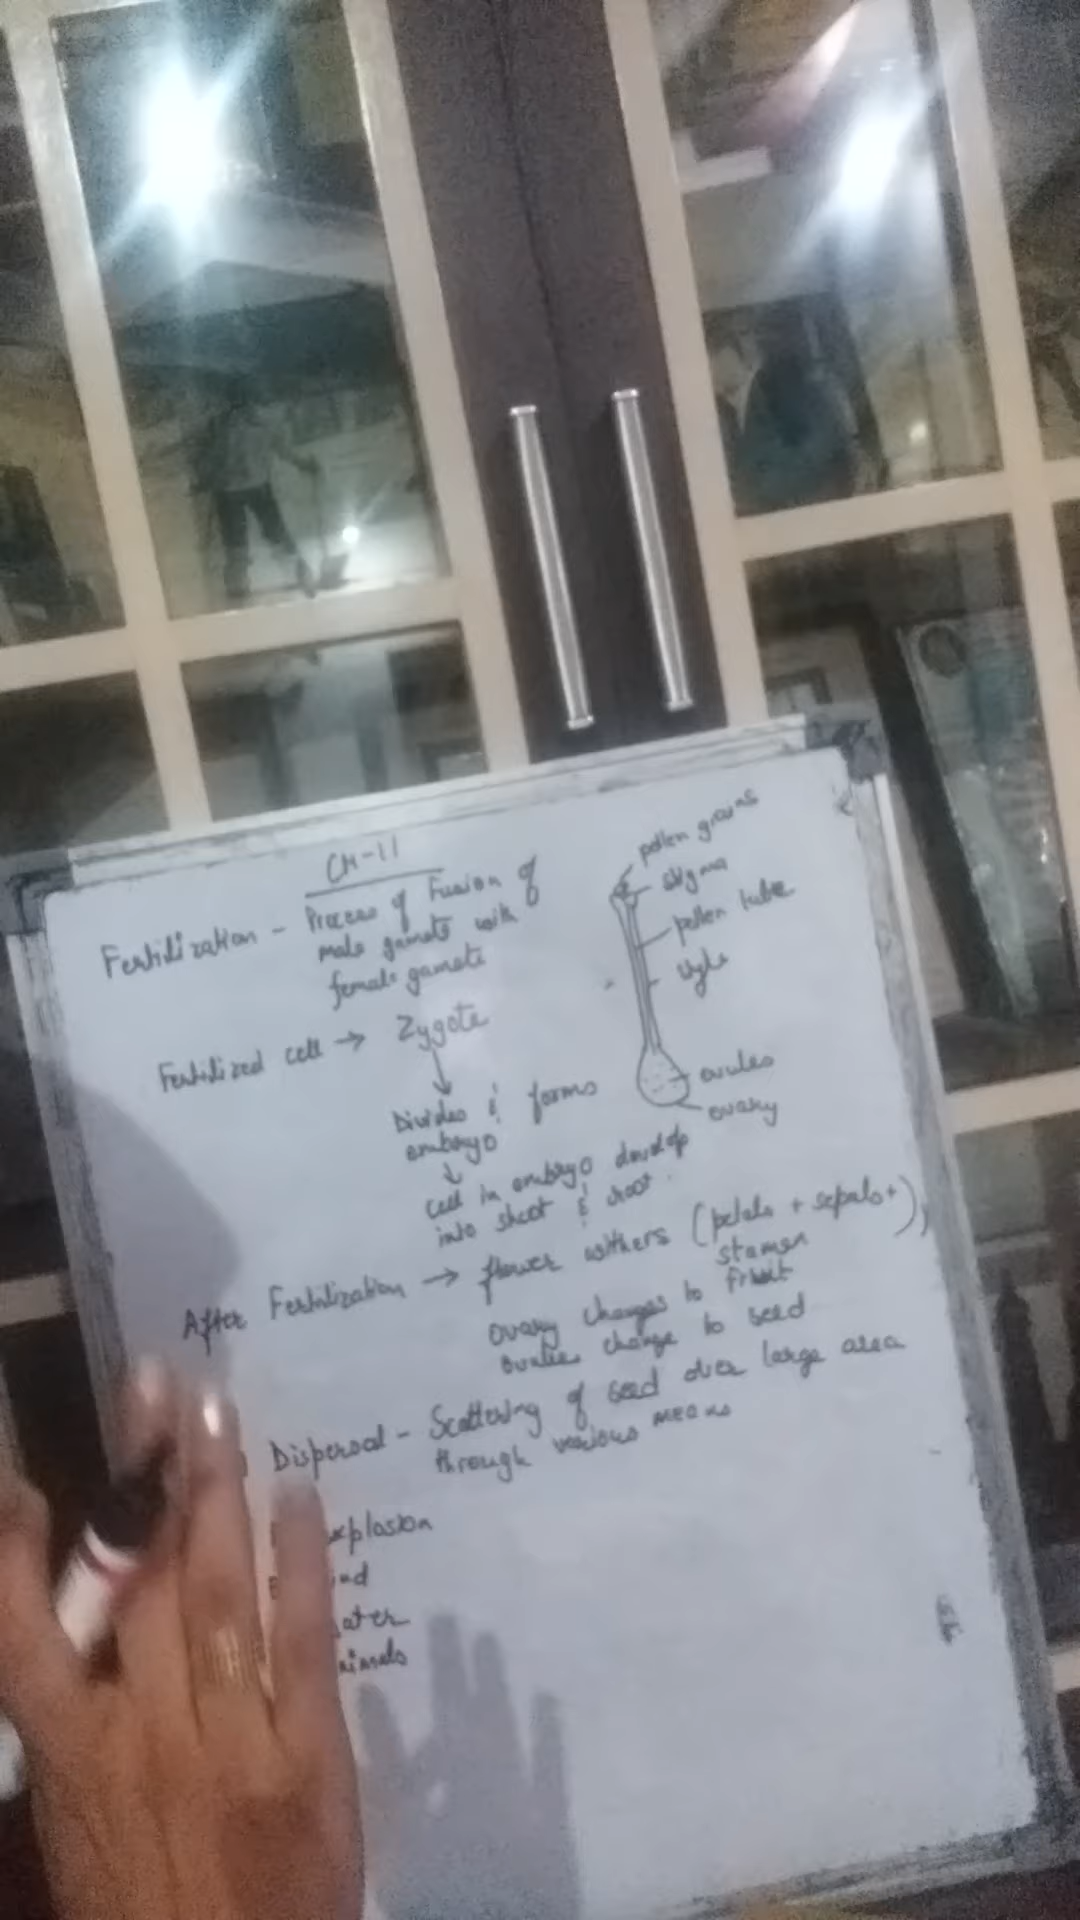 CH-11
Fertilization - Process of Fusion of
male gamete with
female gamete
Fertilized cell → Zygote
Divides & forms
embryo
cell in embryo develop
into shoot & root
After Fertilization → flower withers (petals + sepals +
stamen
ovary changes to fruit
ovules change to seed
Dispersal - Scattering of seed over large area
through various means
xplosion
ind
ater
nimals
pollen grains
stigma
pollen tube
style
ovules
ovary